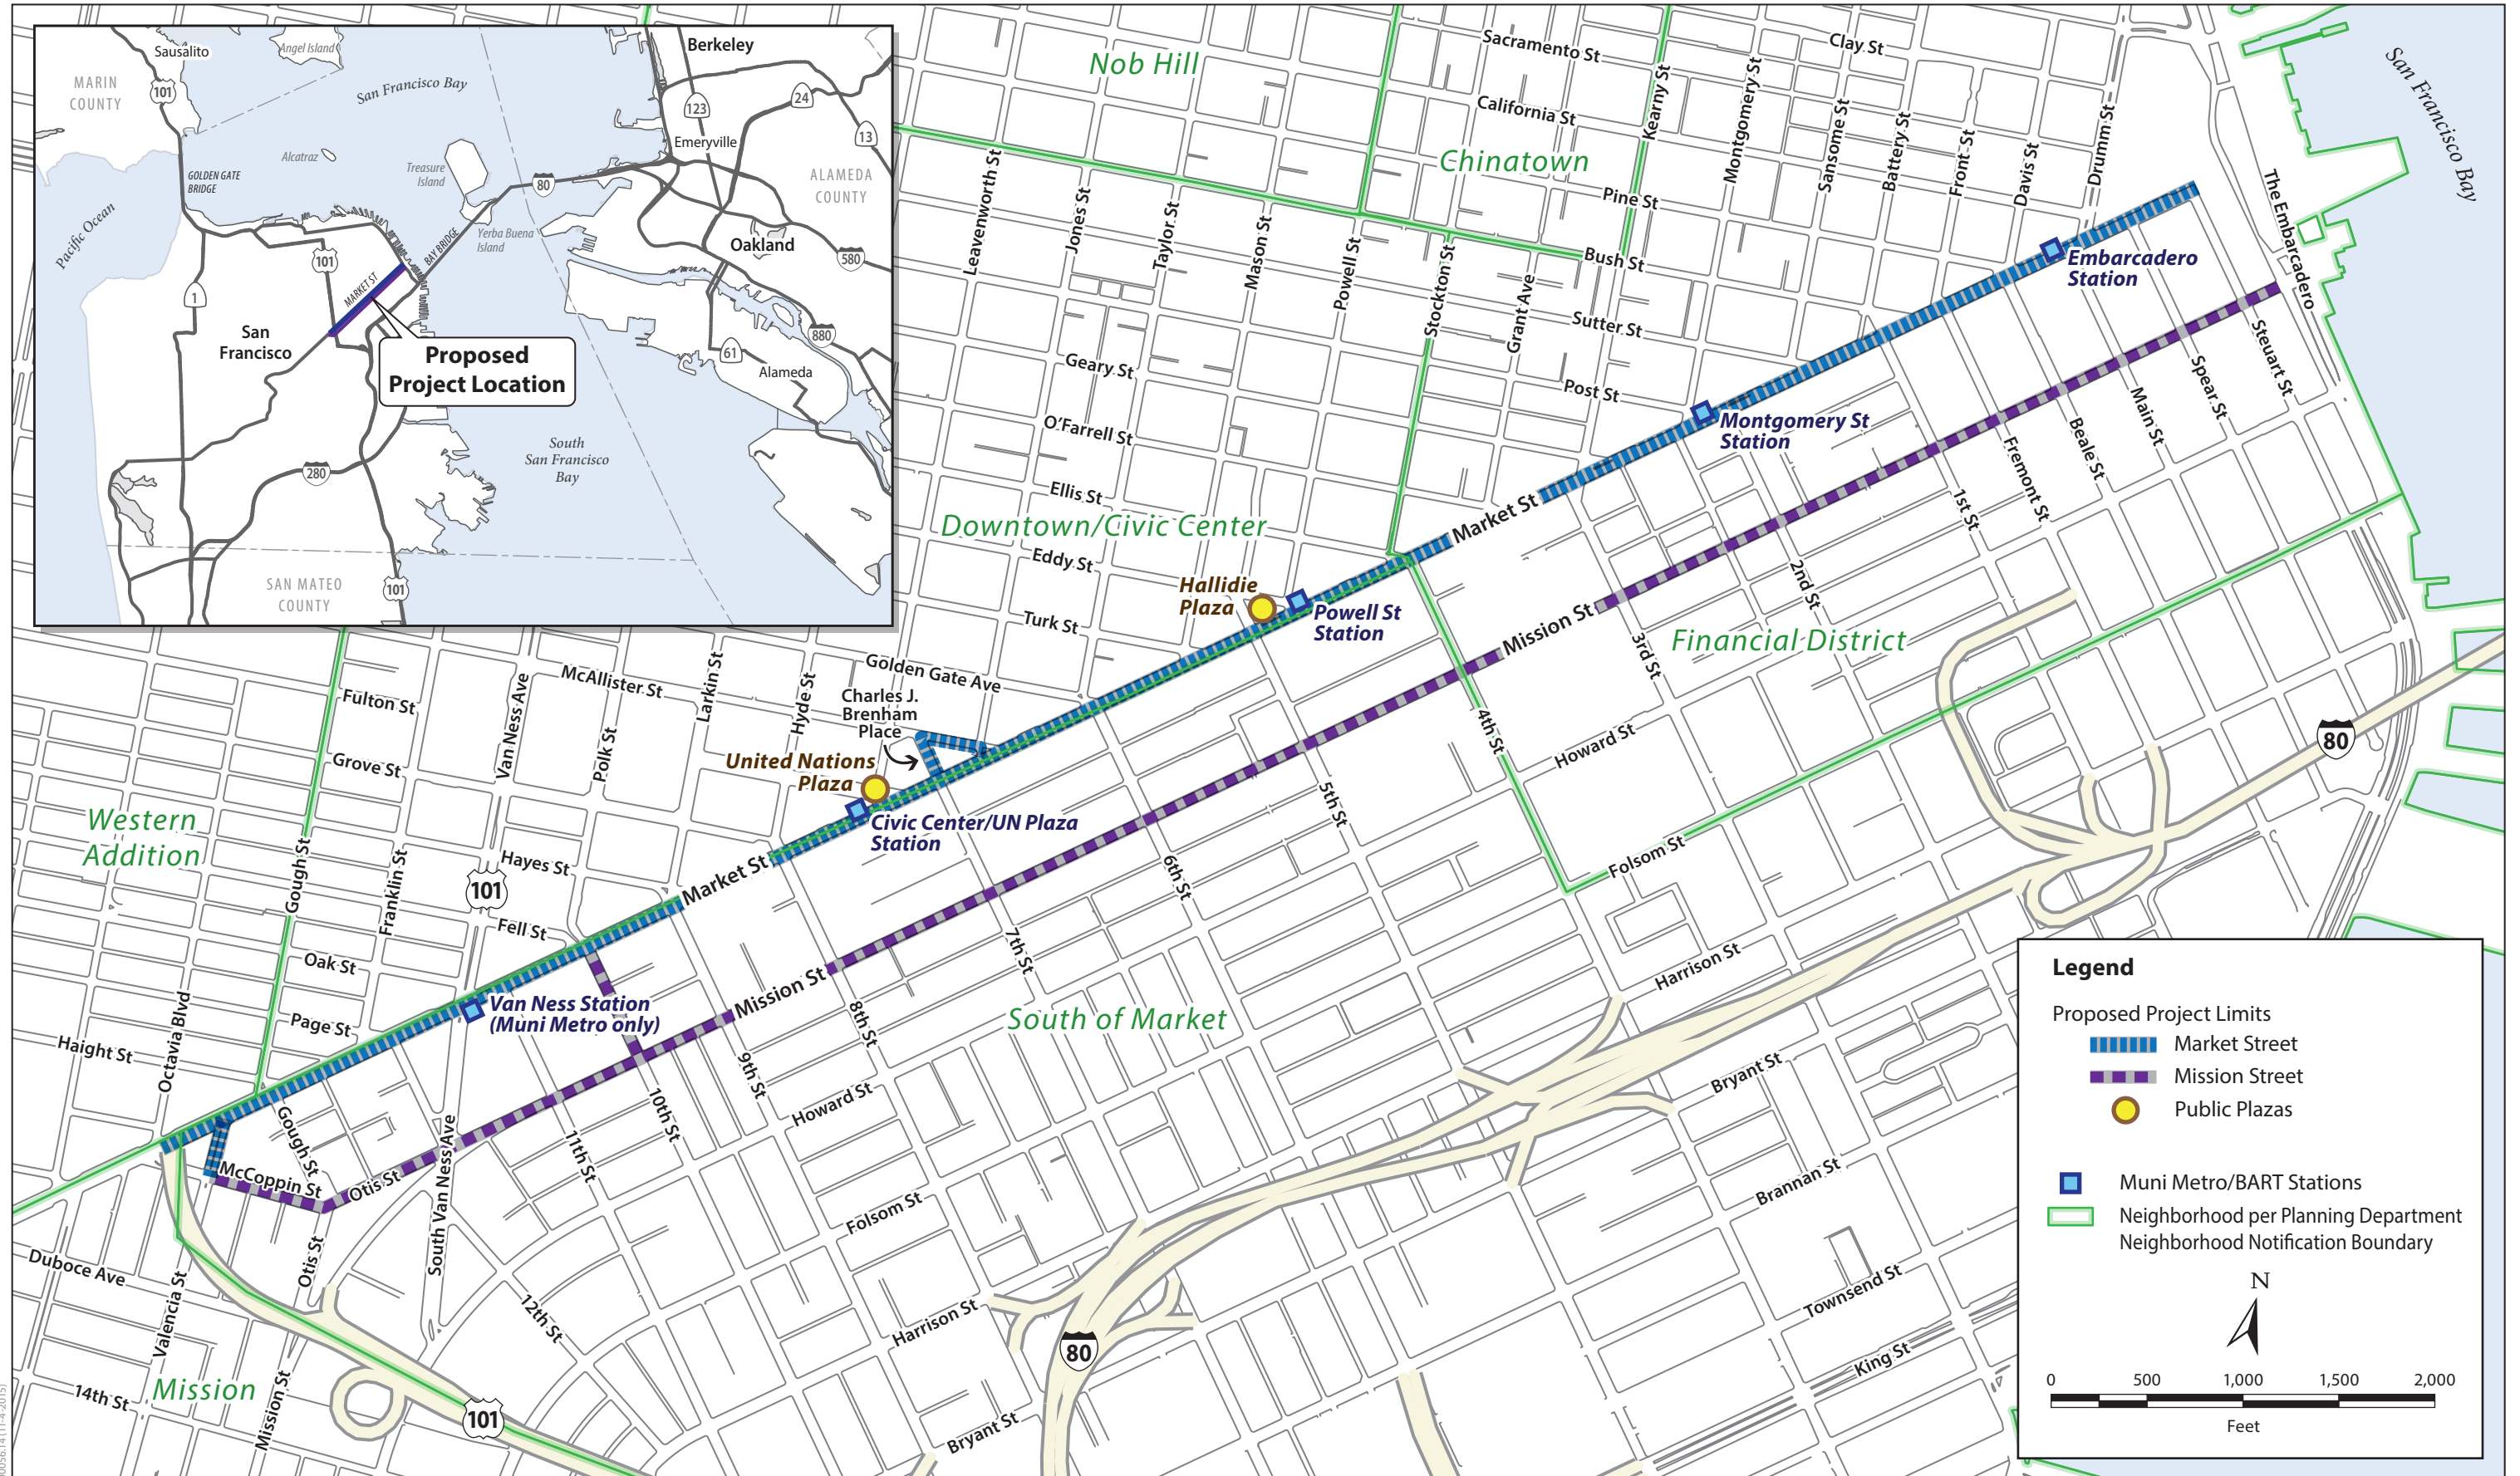 Sausalito
Angel Island
Berkeley
MARIN
COUNTY
101
San Francisco Bay
123
24
13
Emeryville
Alcatraz
Treasure
Island
GOLDEN GATE
BRIDGE
80
ALAMEDA
COUNTY
Pacific Ocean
Yerba Buena
Island
BAY BRIDGE
Oakland
580
101
1
MARKET ST
San
Francisco
Proposed
Project Location
880
61
Alameda
South
San Francisco
Bay
280
SAN MATEO
COUNTY
101
Nob Hill
Sacramento St
Clay St
San Francisco Bay
California St
Kearny St
Montgomery St
Sansome St
Battery St
Front St
Davis St
Drumm St
Chinatown
Leavenworth St
Jones St
Taylor St
Mason St
Powell St
Stockton St
Grant Ave
Pine St
Bush St
The Embarcadero
Embarcadero
Station
Sutter St
Geary St
Post St
Steuart St
Spear St
Main St
Beale St
Fremont St
1st St
O'Farrell St
Montgomery St
Station
Ellis St
Market St
Downtown/Civic Center
Eddy St
Hallidie
Plaza
Powell St
Station
2nd St
Turk St
Mission St
3rd St
Financial District
Golden Gate Ave
McAllister St
Larkin St
Hyde St
Charles J.
Brenham
Place
Fulton St
Van Ness Ave
Polk St
4th St
Howard St
80
Grove St
United Nations
Plaza
5th St
Western
Addition
Civic Center/UN Plaza
Station
Gough St
Franklin St
Hayes St
Market St
6th St
Folsom St
101
Fell St
Oak St
7th St
Harrison St
Mission St
Octavia Blvd
Page St
Van Ness Station
(Muni Metro only)
8th St
South of Market
Haight St
9th St
Bryant St
10th St
Howard St
Gough St
South Van Ness Ave
11th St
McCoppin St
Otis St
Folsom St
Brannan St
Duboce Ave
Otis St
Valencia St
12th St
Harrison St
Townsend St
80
King St
14th St
Mission
Mission St
101
Bryant St
Legend
Proposed Project Limits
Market Street
Mission Street
Public Plazas
Muni Metro/BART Stations
Neighborhood per Planning Department
Neighborhood Notification Boundary
N
0 500 1,000 1,500 2,000
Feet